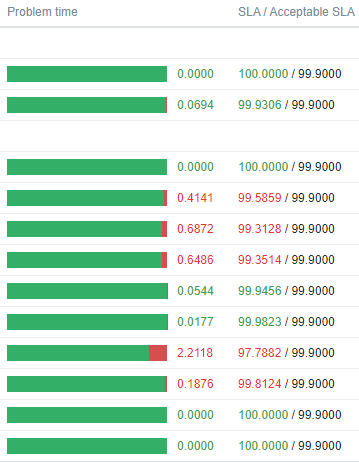 Problem time SLA / Acceptable SLA
0.0000 100.0000 / 99.9000
0.0694 99.9306 / 99.9000
0.0000 100.0000 / 99.9000
0.4141 99.5859 / 99.9000
0.6872 99.3128 / 99.9000
0.6486 99.3514 / 99.9000
0.0544 99.9456 / 99.9000
0.0177 99.9823 / 99.9000
2.2118 97.7882 / 99.9000
0.1876 99.8124 / 99.9000
0.0000 100.0000 / 99.9000
0.0000 100.0000 / 99.9000